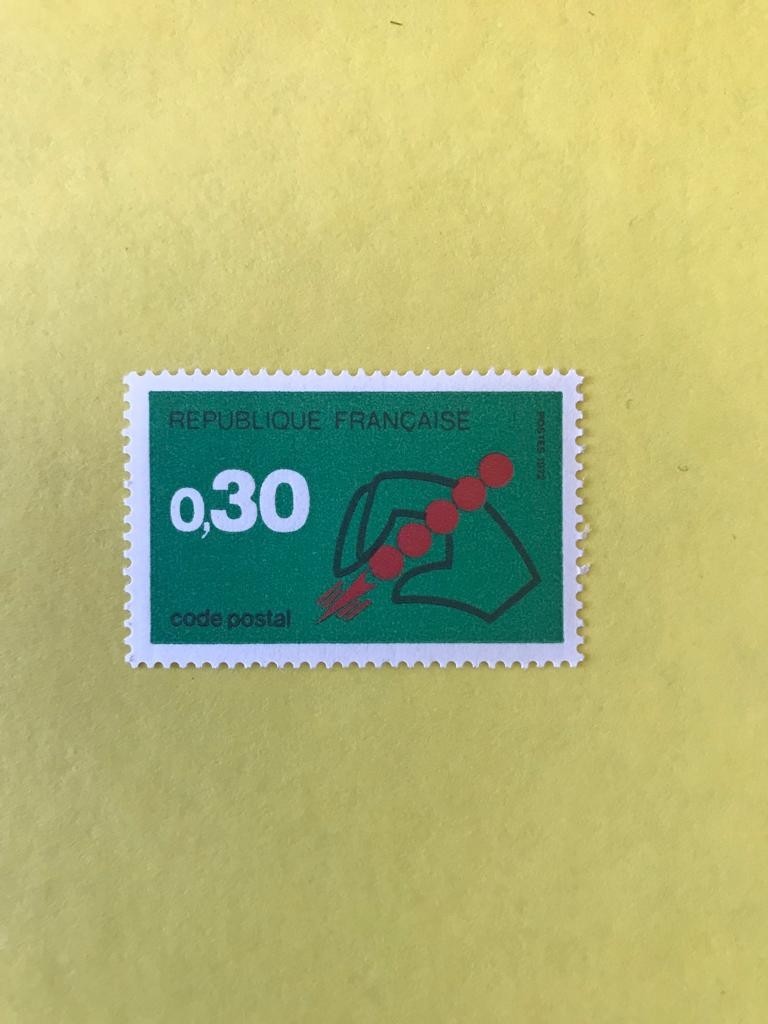 REPUBLIQUE FRANÇAISE
POSTES 1972
0,30
code postal